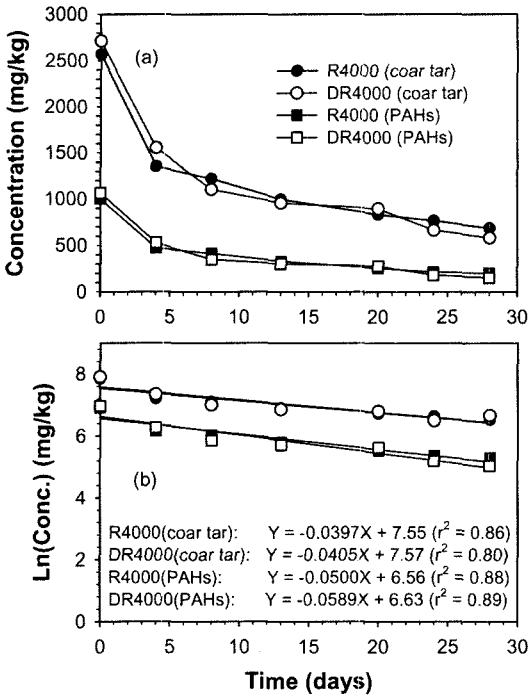 3000
2500
2000
1500
1000
500
0
Concentration (mg/kg)
(a)
R4000 (coar tar)
DR4000 (coar tar)
R4000 (PAHs)
DR4000 (PAHs)
0 5 10 15 20 25 30
8
6
4
2
0
Ln(Conc.) (mg/kg)
(b)
R4000(coar tar): Y = -0.0397X + 7.55 (r² = 0.86)
DR4000(coar tar): Y = -0.0405X + 7.57 (r² = 0.80)
R4000(PAHs): Y = -0.0500X + 6.56 (r² = 0.88)
DR4000(PAHs): Y = -0.0589X + 6.63 (r² = 0.89)
0 5 10 15 20 25 30
Time (days)